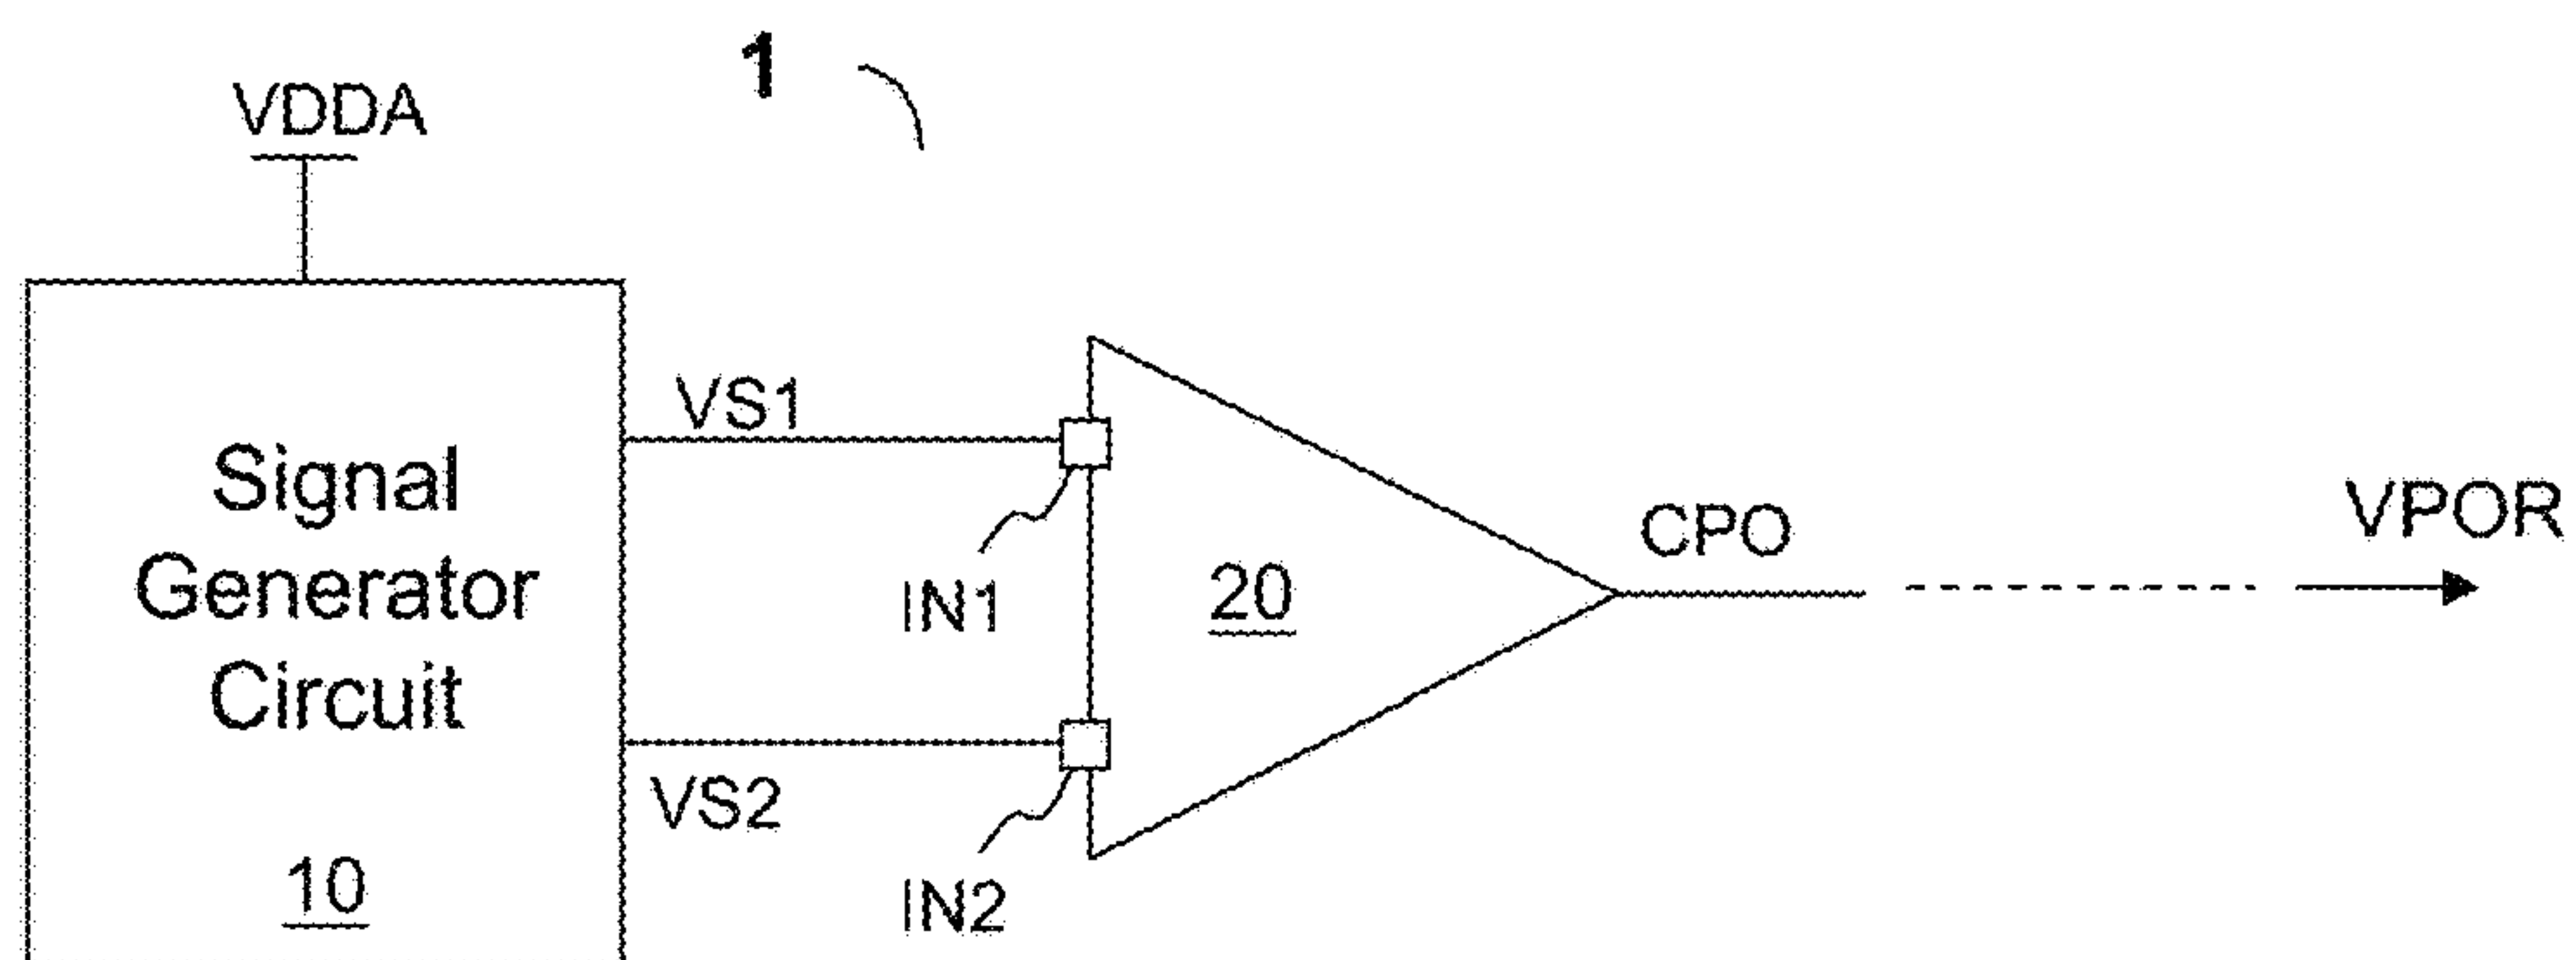 1
VDDA
VS1
Signal
Generator
Circuit
10
VS2
IN1
IN2
20
CPO
VPOR